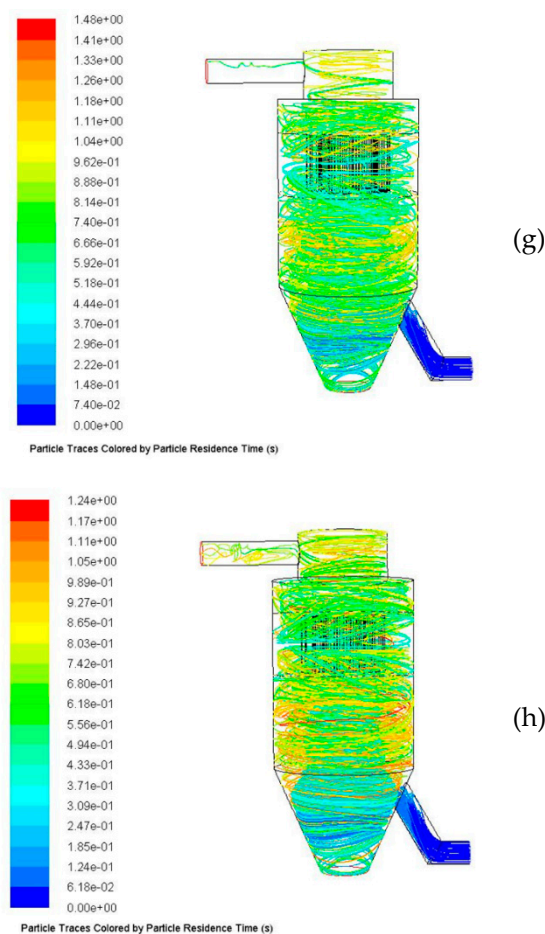 1.48e+00
1.41e+00
1.33e+00
1.26e+00
1.18e+00
1.11e+00
1.04e+00
9.62e-01
8.88e-01
8.14e-01
7.40e-01
6.66e-01
5.92e-01
5.18e-01
4.44e-01
3.70e-01
2.96e-01
2.22e-01
1.48e-01
7.40e-02
0.00e+00
(g)
Particle Traces Colored by Particle Residence Time (s)
1.24e+00
1.17e+00
1.11e+00
1.05e+00
9.89e-01
9.27e-01
8.65e-01
8.03e-01
7.42e-01
6.80e-01
6.18e-01
5.56e-01
4.94e-01
4.33e-01
3.71e-01
3.09e-01
2.47e-01
1.85e-01
1.24e-01
6.18e-02
0.00e+00
(h)
Particle Traces Colored by Particle Residence Time (s)